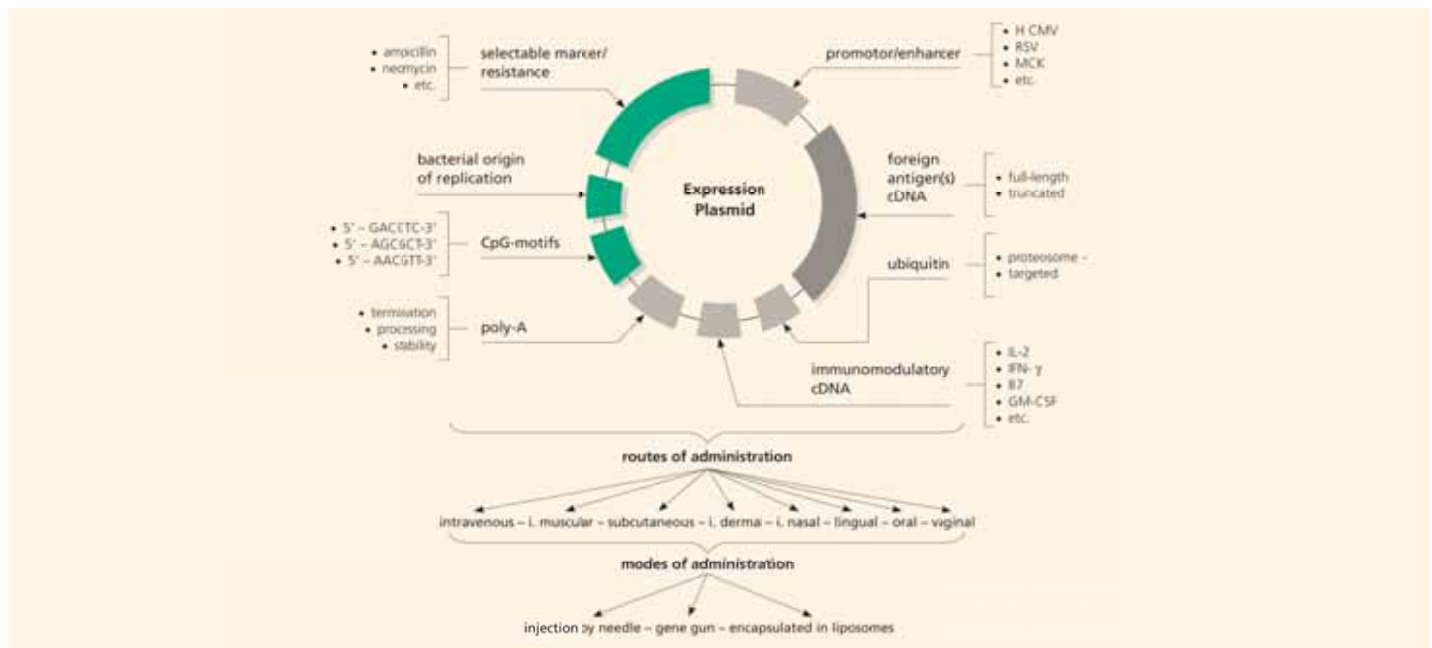 • ampicillin
• neomycin
• etc.
selectable marker/
resistance
promotor/enhancer
• H CMV
• RSV
• MCK
• etc.
bacterial origin
of replication
Expression
Plasmid
foreign
antiger(s)
cDNA
• full-length
• truncated
• 5' – GACGTC-3'
• 5' – AGCGCT-3'
• 5' – AACGTT-3'
CpG-motifs
ubiquitin
• proteosome -
• targeted
• termination
• processing
• stability
poly-A
immunomodulatory
cDNA
• IL-2
• IFN- γ
• B7
• GM-CSF
• etc.
routes of administration
intravenous – i. muscular – subcutaneous – i. dermal – i. nasal – lingual – oral – vaginal
modes of administration
injection by needle – gene gun – encapsulated in liposomes